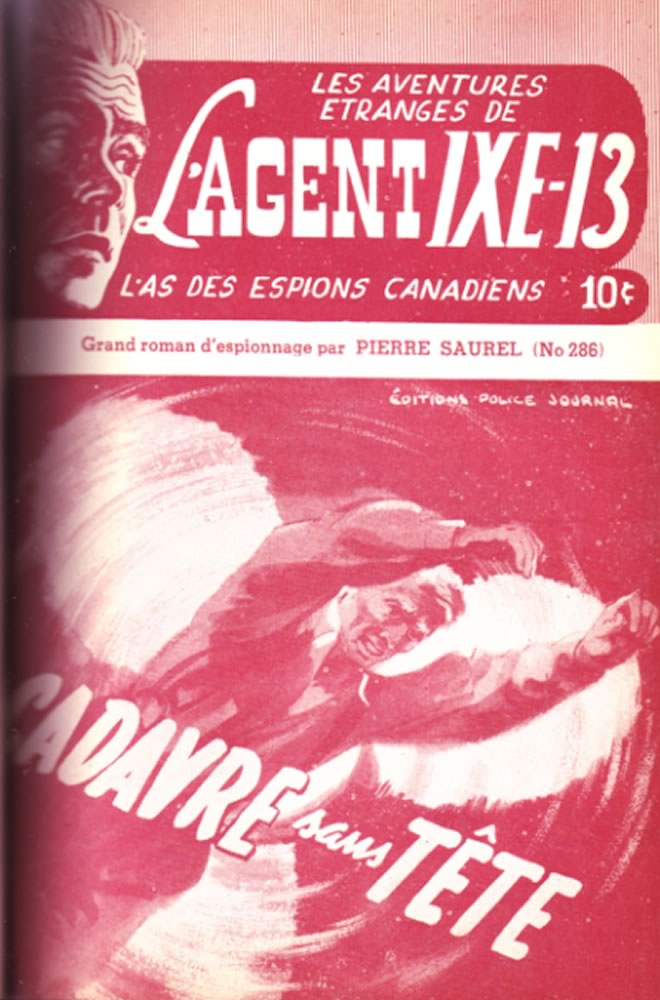 LES AVENTURES
ETRANGES DE
L'AGENT IXE-13
L'AS DES ESPIONS CANADIENS 10¢
Grand roman d'espionnage par PIERRE SAUREL (No 286)
ÉDITIONS POLICE JOURNAL
CADAVRE sans TÊTE